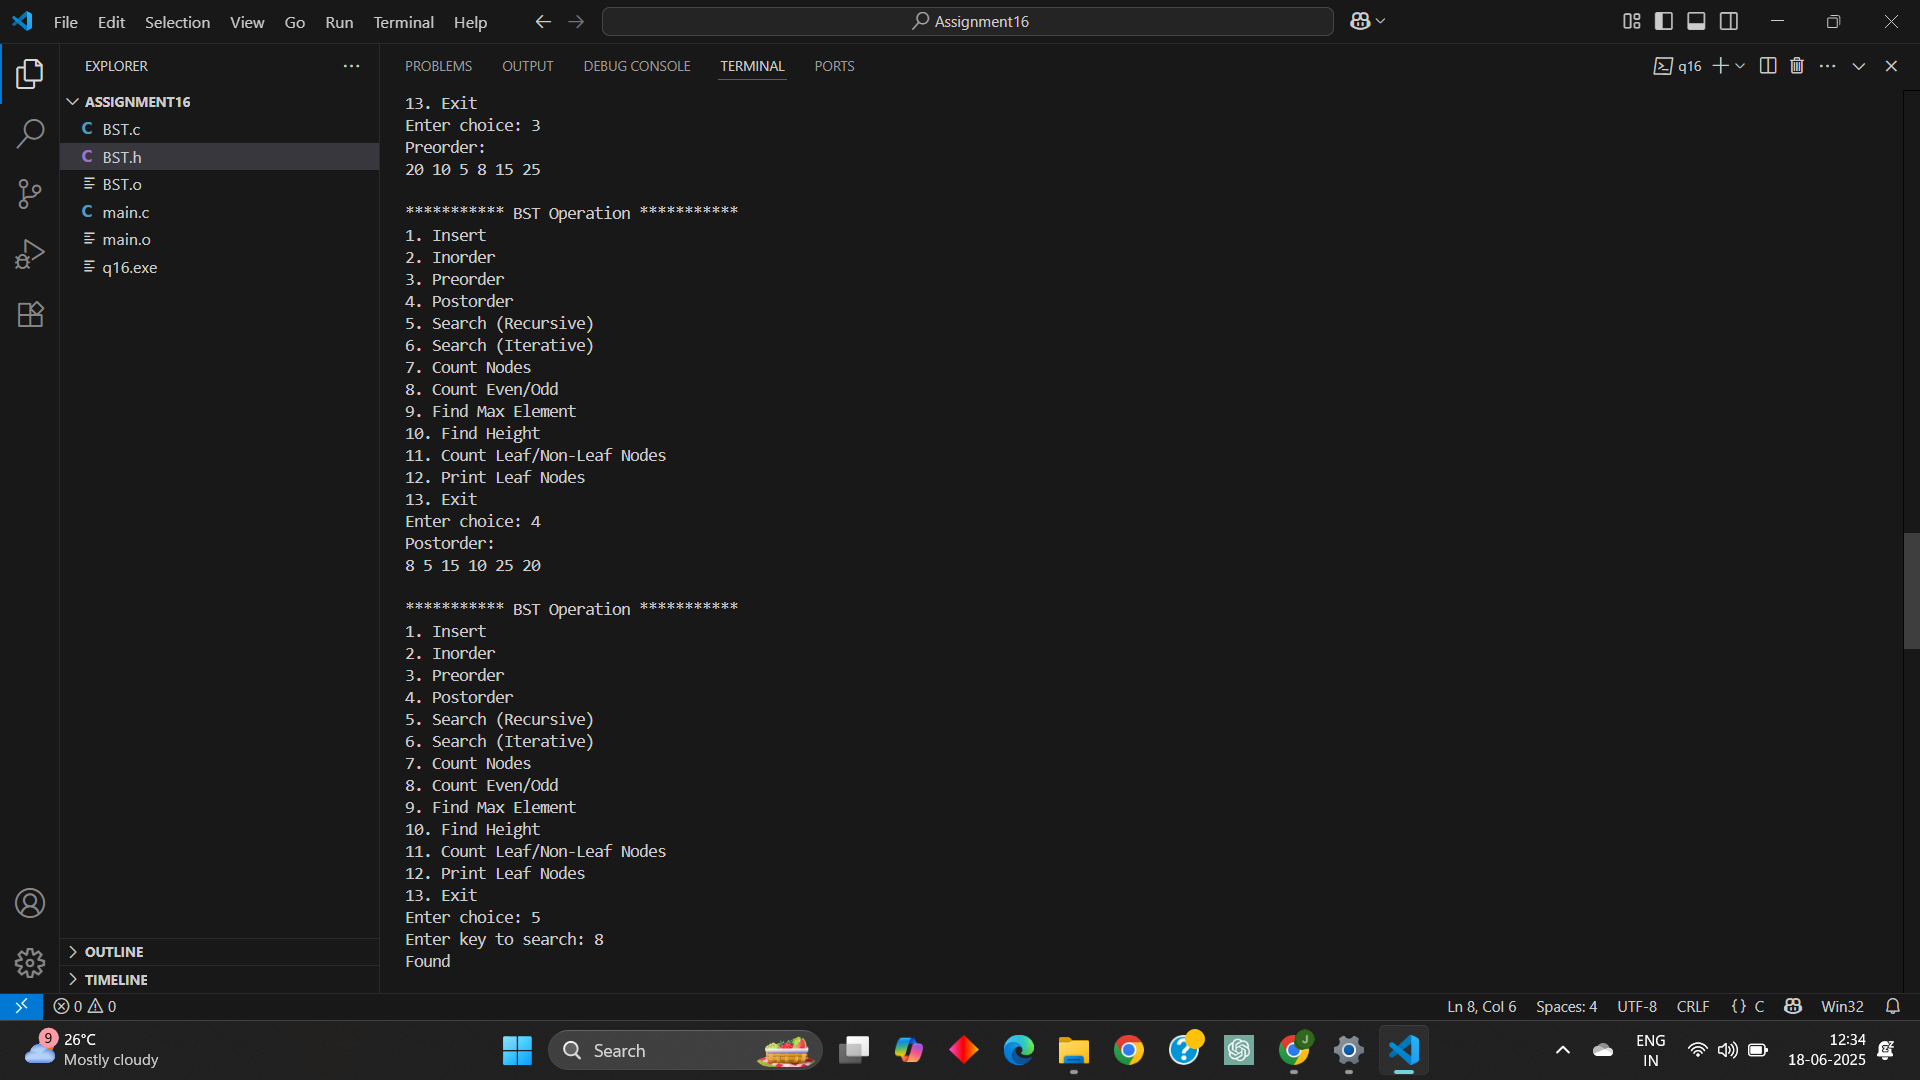 File Edit Selection View Go Run Terminal Help
Assignment16
EXPLORER
ASSIGNMENT16
C BST.c
C BST.h
BST.o
C main.c
main.o
q16.exe
OUTLINE
TIMELINE
PROBLEMS OUTPUT DEBUG CONSOLE TERMINAL PORTS
q16
13. Exit
Enter choice: 3
Preorder:
20 10 5 8 15 25
*********** BST Operation ***********
1. Insert
2. Inorder
3. Preorder
4. Postorder
5. Search (Recursive)
6. Search (Iterative)
7. Count Nodes
8. Count Even/Odd
9. Find Max Element
10. Find Height
11. Count Leaf/Non-Leaf Nodes
12. Print Leaf Nodes
13. Exit
Enter choice: 4
Postorder:
8 5 15 10 25 20
*********** BST Operation ***********
1. Insert
2. Inorder
3. Preorder
4. Postorder
5. Search (Recursive)
6. Search (Iterative)
7. Count Nodes
8. Count Even/Odd
9. Find Max Element
10. Find Height
11. Count Leaf/Non-Leaf Nodes
12. Print Leaf Nodes
13. Exit
Enter choice: 5
Enter key to search: 8
Found
0 0
Ln 8, Col 6 Spaces: 4 UTF-8 CRLF {} C Win32
9
26°C
Mostly cloudy
Search
J
ENG
IN
12:34
18-06-2025